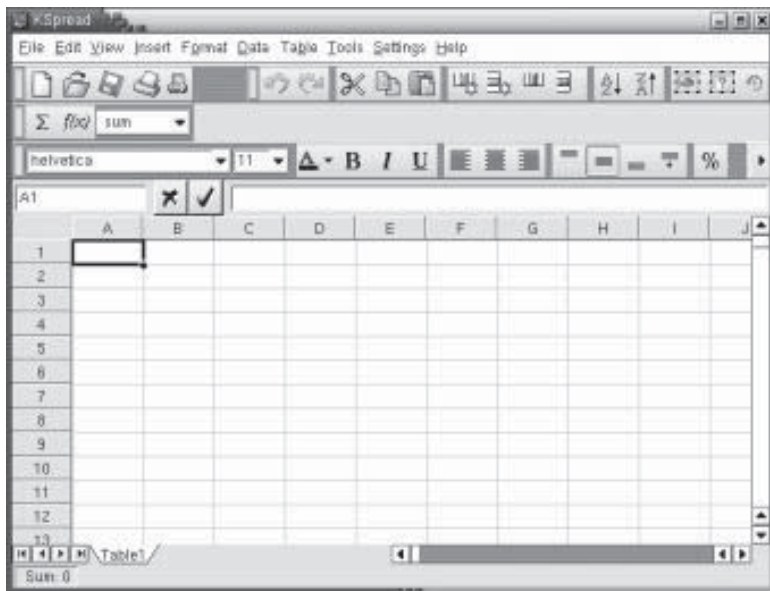 KSpread
File Edit View Insert Format Data Table Tools Settings Help
Σ f(x) sum
helvetica 11 A B I U %
A1
A B C D E F G H I J
1
2
3
4
5
6
7
8
9
10
11
12
13
Table1
Sum: 0